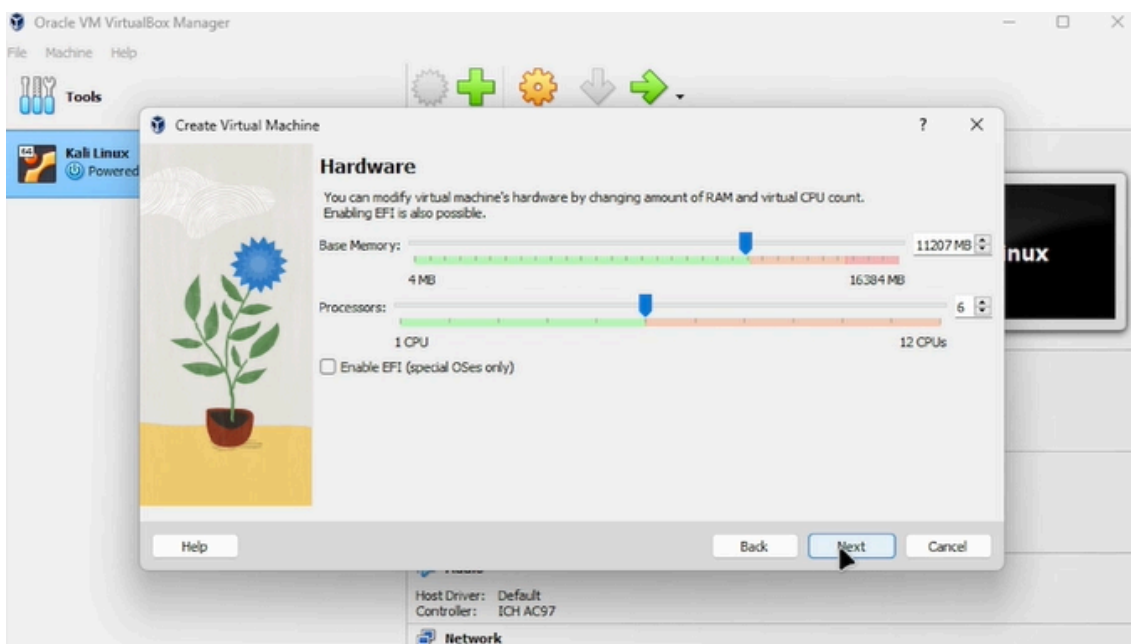 Oracle VM VirtualBox Manager
File Machine Help
Tools
Create Virtual Machine
?
64
Kali Linux
Powered
Hardware
You can modify virtual machine's hardware by changing amount of RAM and virtual CPU count.
Enabling EFI is also possible.
Base Memory: 11207 MB
4 MB 16384 MB
nux
Processors: 6
1 CPU 12 CPUs
Enable EFI (special OSes only)
Help Back Next Cancel
Host Driver: Default
Controller: ICH AC97
Network